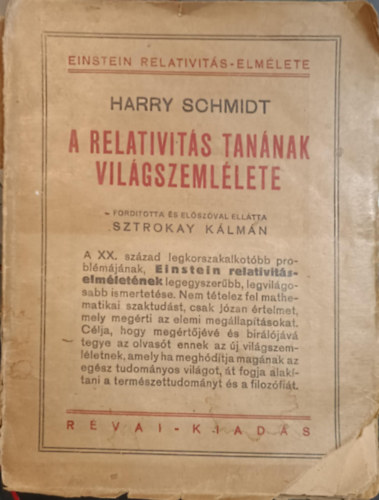 EINSTEIN RELATIVITÁS-ELMÉLETE
HARRY SCHMIDT
A RELATIVITÁS TANÁNAK
VILÁGSZEMLÉLETE
FORDITOTTA ÉS ELŐSZÓVAL ELLÁTTA
SZTROKAY KÁLMÁN
A XX. század legkorszakalkotóbb pro-
blémájának, Einstein relativitás-
elméletének legegyszerűbb, legvilágo-
sabb ismertetése. Nem tételez fel mathe-
matikai szaktudást, csak józan értelmet,
mely megérti az elemi megállapításokat.
Célja, hogy megértőjévé és birálójává
tegye az olvasót ennek az új világszem-
léletnek, amely ha meghódítja magának az
egész tudományos világot, át fogja alakí-
tani a természettudományt és a filozófiát.
RÉVAI-KIADÁS